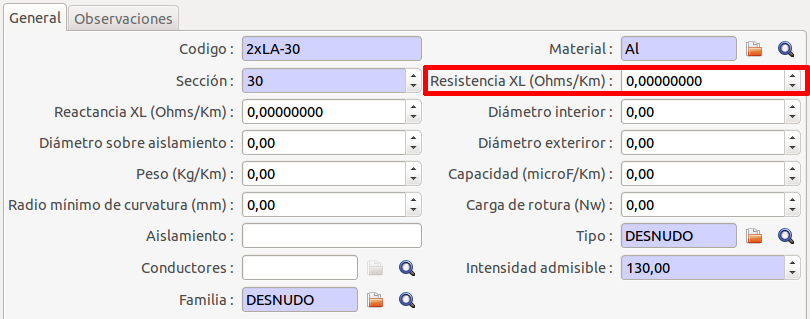 General Observaciones
Codigo : 2xLA-30 Material : Al
Sección : 30 Resistencia XL (Ohms/Km) : 0,00000000
Reactancia XL (Ohms/Km) : 0,00000000 Diámetro interior : 0,00
Diámetro sobre aislamiento : 0,00 Diámetro exteriror : 0,00
Peso (Kg/Km) : 0,00 Capacidad (microF/Km) : 0,00
Radio mínimo de curvatura (mm) : 0,00 Carga de rotura (Nw) : 0,00
Aislamiento : Tipo : DESNUDO
Conductores : Intensidad admisible : 130,00
Familia : DESNUDO